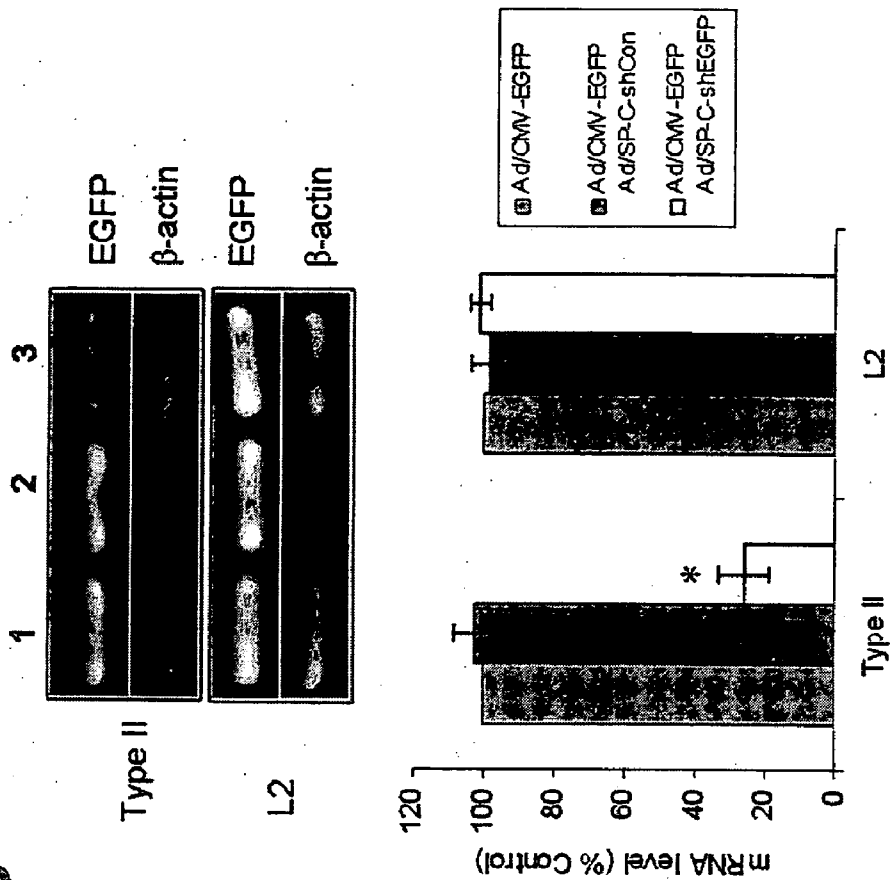 1 2 3
Type II
EGFP
β-actin
L2
EGFP
β-actin
mRNA level (% Control)
120
100
80
60
40
20
0
*
Type II
L2
Ad/CMV-EGFP
Ad/CMV-EGFP
Ad/SP-C-shCon
Ad/CMV-EGFP
Ad/SP-C-shEGFP